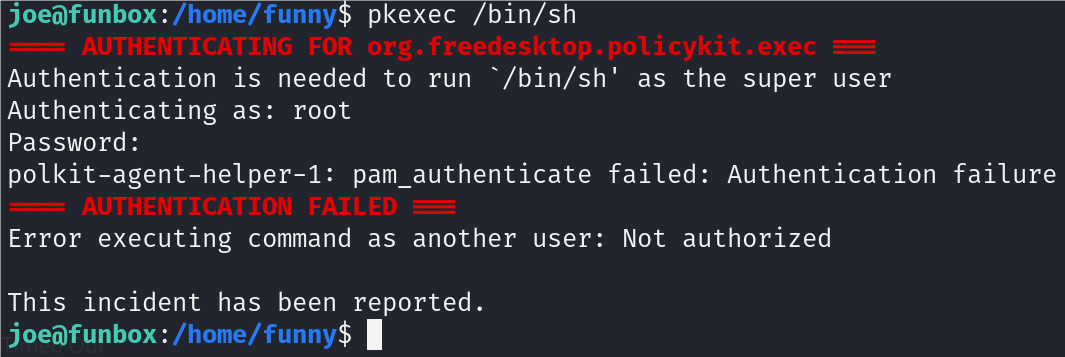 joe@funbox:/home/funny$ pkexec /bin/sh
==== AUTHENTICATING FOR org.freedesktop.policykit.exec ===
Authentication is needed to run `/bin/sh' as the super user
Authenticating as: root
Password:
polkit-agent-helper-1: pam_authenticate failed: Authentication failure
==== AUTHENTICATION FAILED ===
Error executing command as another user: Not authorized
This incident has been reported.
joe@funbox:/home/funny$